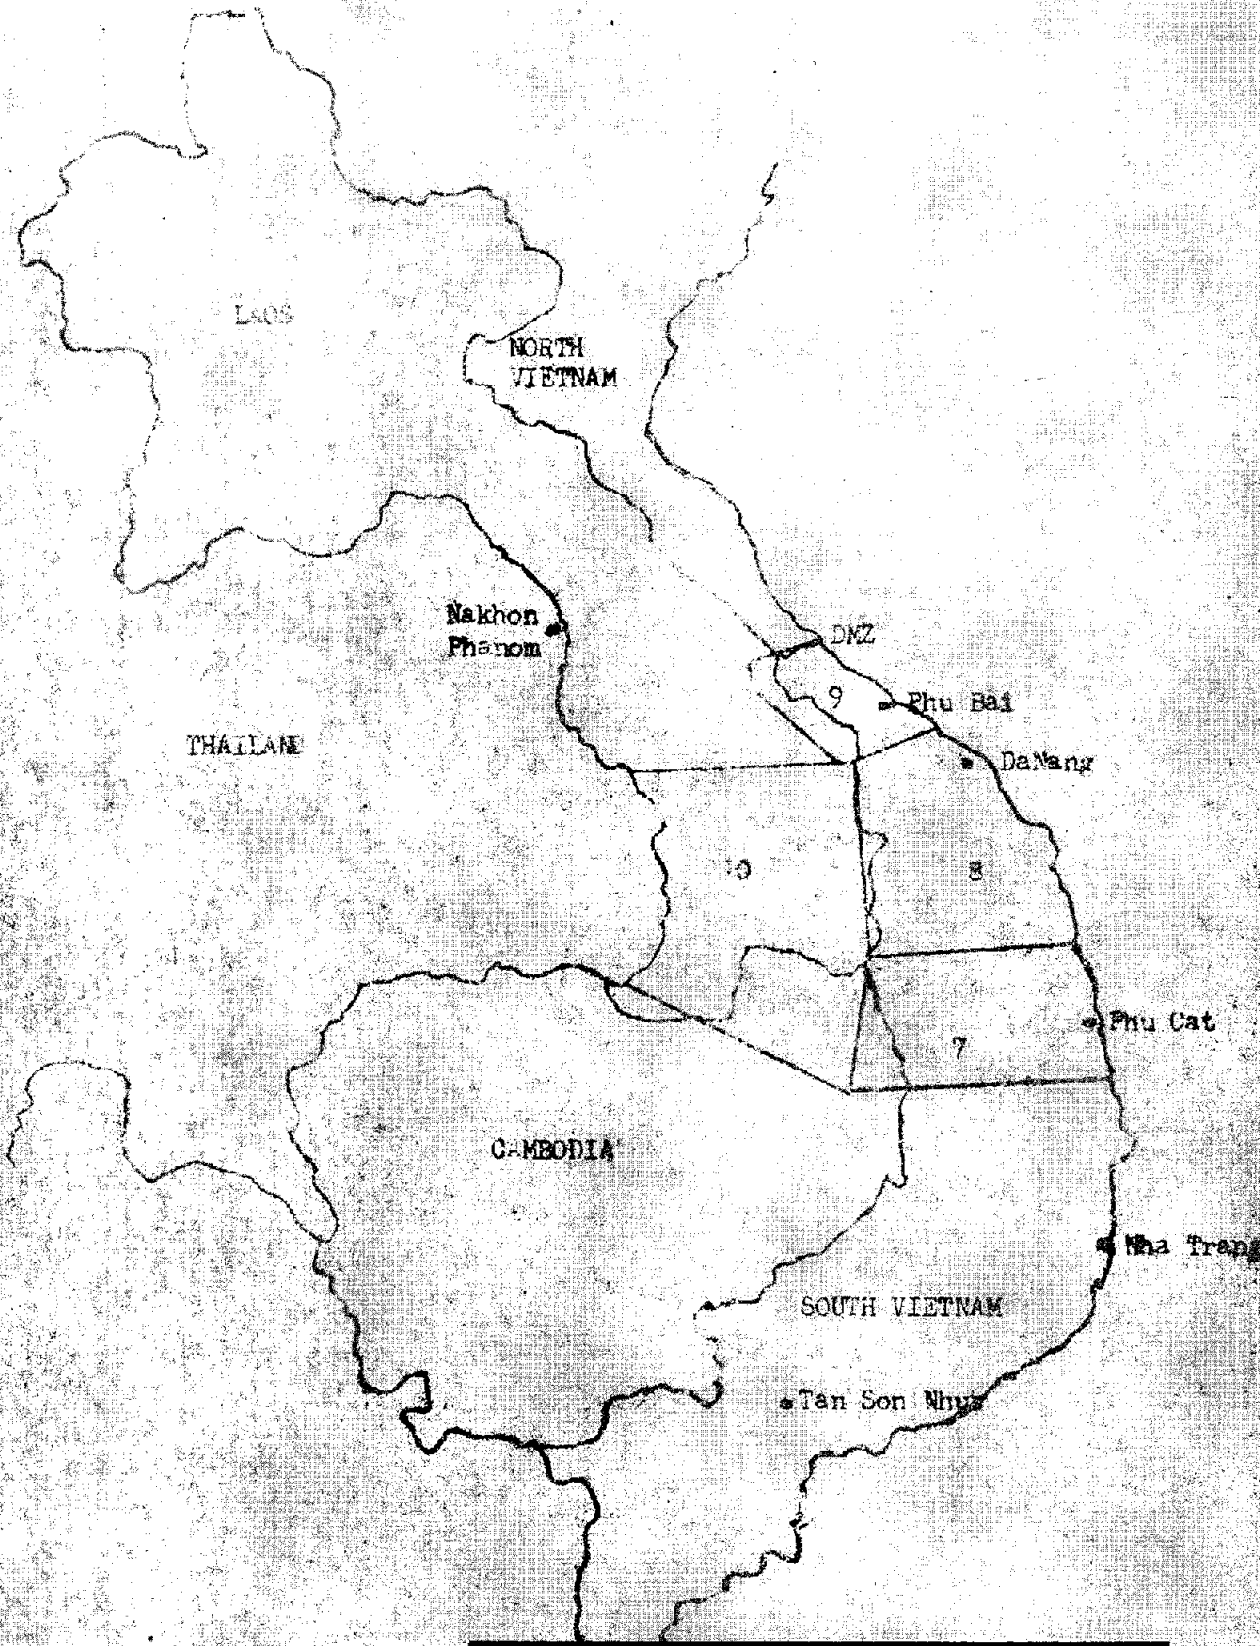 LAOS
NORTH
VIETNAM
Nakhon
Phanom
DMZ
9
Phu Bai
THAILAND
DaNang
8
Phu Cat
7
CAMBODIA
Nha Trang
SOUTH VIETNAM
Tan Son Nhut